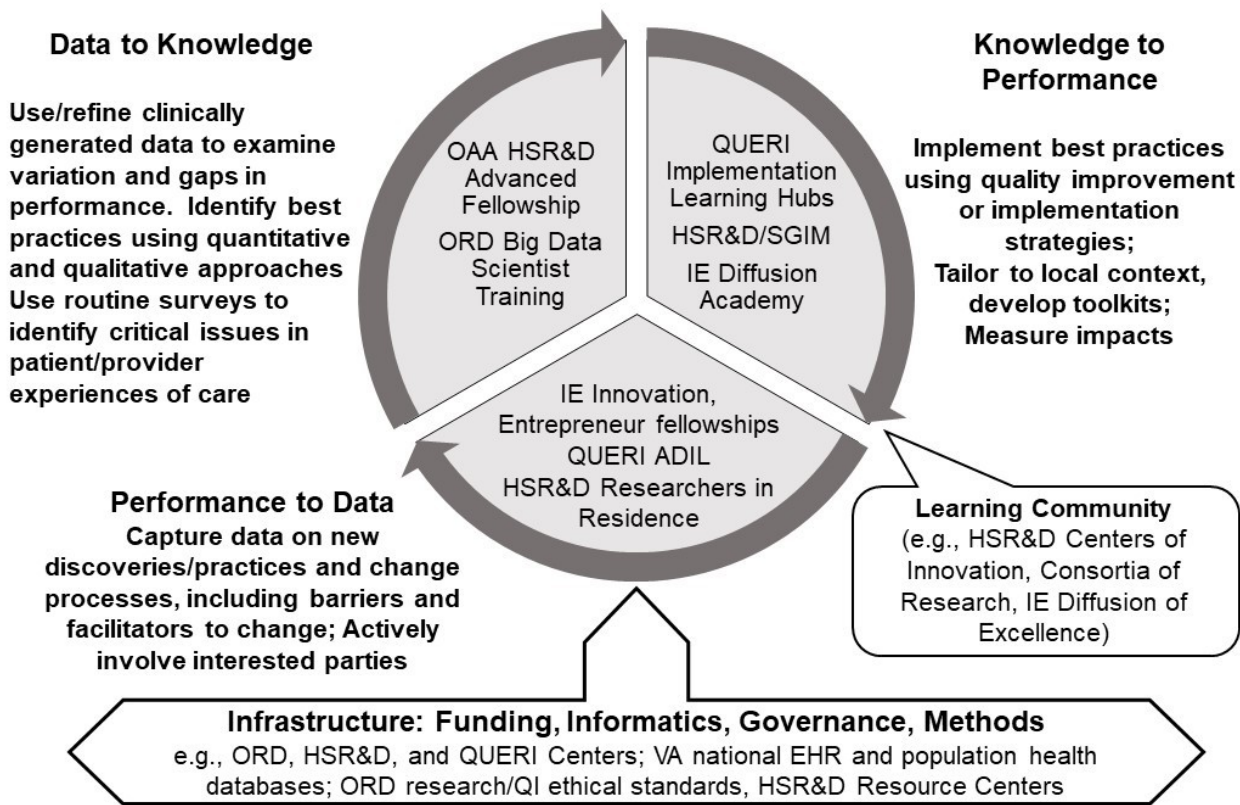 Data to Knowledge
Use/refine clinically
generated data to examine
variation and gaps in
performance. Identify best
practices using quantitative
and qualitative approaches
Use routine surveys to
identify critical issues in
patient/provider
experiences of care
OAA HSR&D
Advanced
Fellowship
ORD Big Data
Scientist
Training
QUERI
Implementation
Learning Hubs
HSR&D/SGIM
IE Diffusion
Academy
Knowledge to
Performance
Implement best practices
using quality improvement
or implementation
strategies;
Tailor to local context,
develop toolkits;
Measure impacts
IE Innovation,
Entrepreneur fellowships
QUERI ADIL
HSR&D Researchers in
Residence
Performance to Data
Capture data on new
discoveries/practices and change
processes, including barriers and
facilitators to change; Actively
involve interested parties
Learning Community
(e.g., HSR&D Centers of
Innovation, Consortia of
Research, IE Diffusion of
Excellence)
Infrastructure: Funding, Informatics, Governance, Methods
e.g., ORD, HSR&D, and QUERI Centers; VA national EHR and population health
databases; ORD research/QI ethical standards, HSR&D Resource Centers